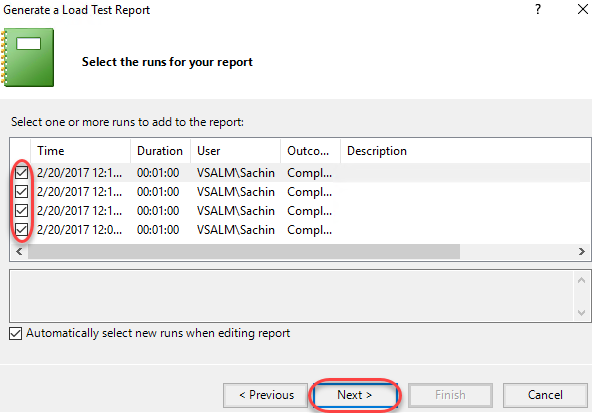 Generate a Load Test Report ?
Select the runs for your report
Select one or more runs to add to the report:
Time Duration User Outco... Description
2/20/2017 12:1... 00:01:00 VSALM\Sachin Compl...
2/20/2017 12:1... 00:01:00 VSALM\Sachin Compl...
2/20/2017 12:1... 00:01:00 VSALM\Sachin Compl...
2/20/2017 12:0... 00:01:00 VSALM\Sachin Compl...
Automatically select new runs when editing report
< Previous Next > Finish Cancel